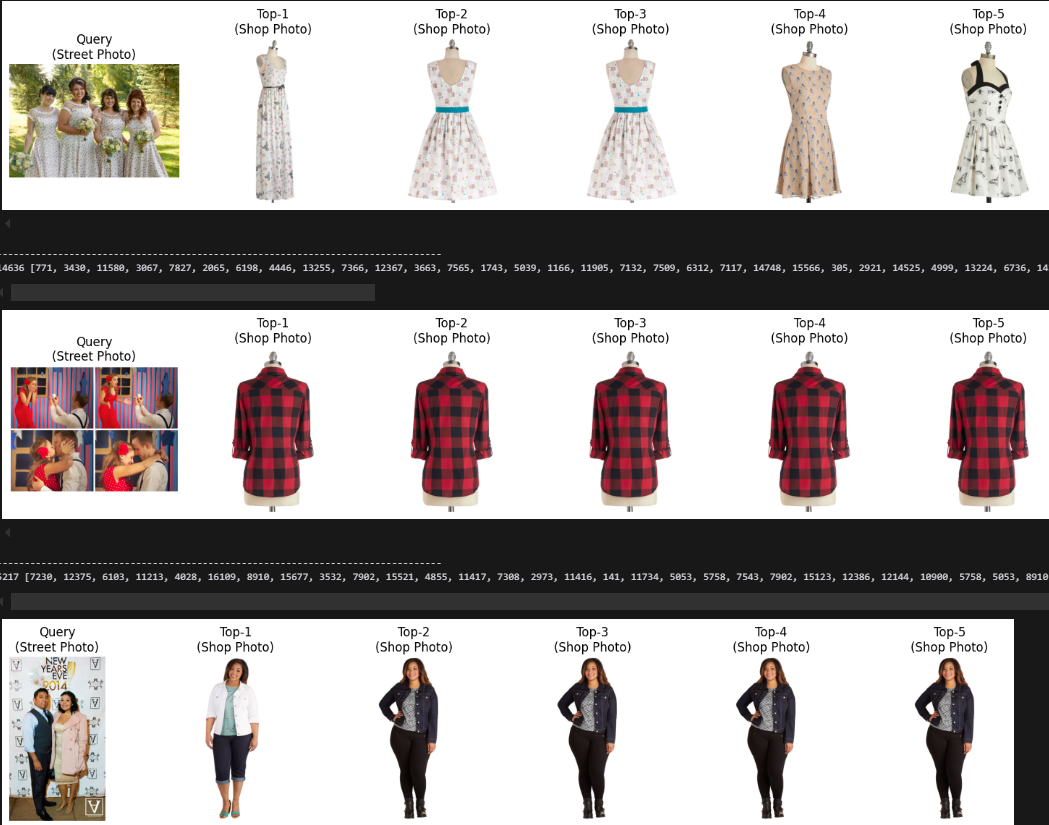 Query
(Street Photo)
Top-1
(Shop Photo)
Top-2
(Shop Photo)
Top-3
(Shop Photo)
Top-4
(Shop Photo)
Top-5
(Shop Photo)
--------------------------------------------------------------------------
14636 [771, 3430, 11580, 3067, 7827, 2065, 6198, 4446, 13255, 7366, 12367, 3663, 7565, 1743, 5039, 1166, 11905, 7132, 7509, 6312, 7117, 14748, 15566, 305, 2921, 14525, 4999, 13224, 6736, 14
Query
(Street Photo)
Top-1
(Shop Photo)
Top-2
(Shop Photo)
Top-3
(Shop Photo)
Top-4
(Shop Photo)
Top-5
(Shop Photo)
--------------------------------------------------------------------------
5217 [7230, 12375, 6103, 11213, 4028, 16109, 8910, 15677, 3532, 7902, 15521, 4855, 11417, 7308, 2973, 11416, 141, 11734, 5053, 5758, 7543, 7902, 15123, 12386, 12144, 10900, 5758, 5053, 8910
Query
(Street Photo)
Top-1
(Shop Photo)
Top-2
(Shop Photo)
Top-3
(Shop Photo)
Top-4
(Shop Photo)
Top-5
(Shop Photo)
NEW
YEARS
EVE
2014